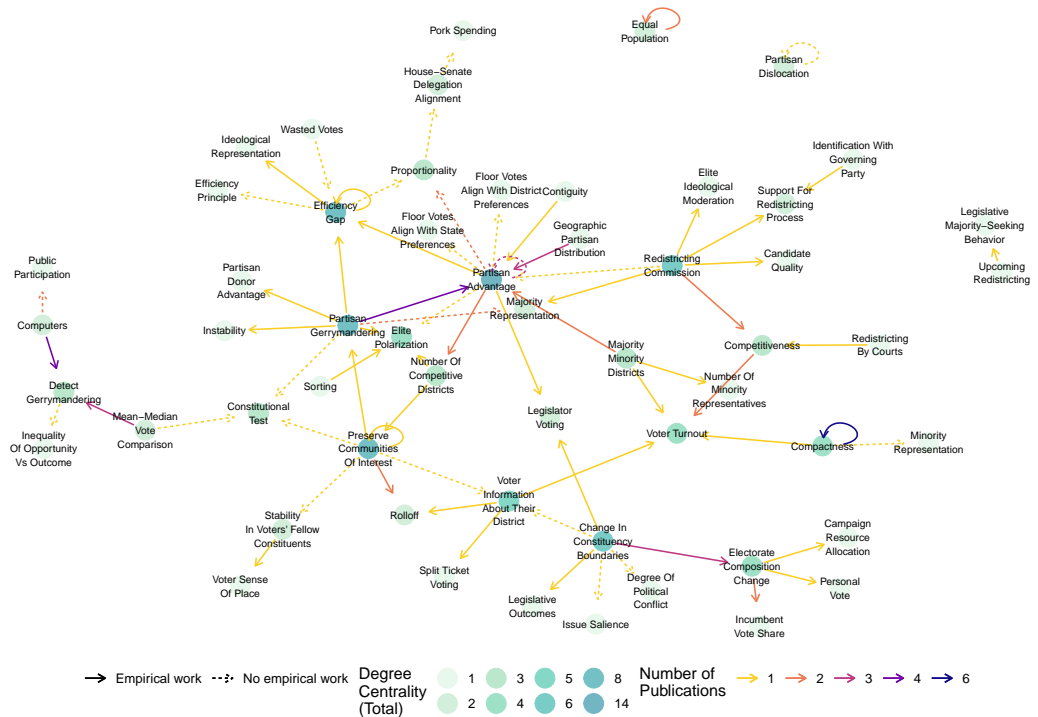 Pork Spending
Equal
Population
Partisan
Dislocation
House−Senate
Delegation
Alignment
Wasted Votes
Ideological
Representation
Identification With
Governing
Party
Proportionality
Efficiency
Principle
Floor Votes
Align With District
Preferences
Contiguity
Elite
Ideological
Moderation
Support For
Redistricting
Process
Efficiency
Gap
Floor Votes
Align With State
Preferences
Geographic
Partisan
Distribution
Legislative
Majority−Seeking
Behavior
Public
Participation
Partisan
Donor
Advantage
Partisan
Advantage
Redistricting
Commission
Candidate
Quality
Upcoming
Redistricting
Majority
Representation
Computers
Instability
Partisan
Gerrymandering
Elite
Polarization
Majority
Minority
Districts
Competitiveness
Redistricting
By Courts
Number Of
Competitive
Districts
Sorting
Number Of
Minority
Representatives
Detect
Gerrymandering
Mean−Median
Vote
Comparison
Constitutional
Test
Legislator
Voting
Inequality
Of Opportunity
Vs Outcome
Preserve
Communities
Of Interest
Voter Turnout
Compactness
Minority
Representation
Voter
Information
About Their
District
Stability
In Voters' Fellow
Constituents
Rolloff
Change In
Constituency
Boundaries
Campaign
Resource
Allocation
Electorate
Composition
Change
Voter Sense
Of Place
Split Ticket
Voting
Degree Of
Political
Conflict
Personal
Vote
Legislative
Outcomes
Issue Salience
Incumbent
Vote Share
Empirical work
No empirical work
Degree
Centrality
(Total)
1
3
5
8
2
4
6
14
Number of
Publications
1
2
3
4
6